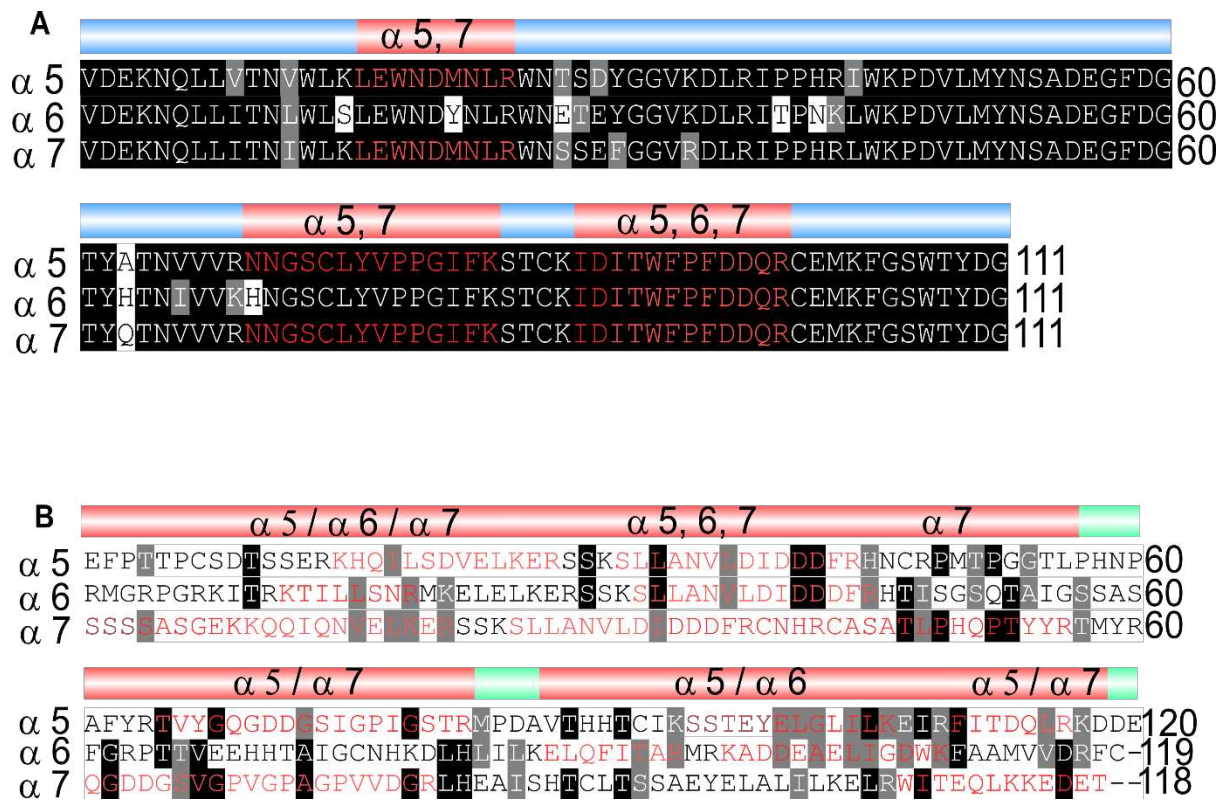 A
α 5, 7
α 5 VDEKNQLLVTNVWLKLEWNDMNLRWNTSDYGGVKDLRIPPHRIWKPDVLMYNSADEGFDG 60
α 6 VDEKNQLLITNLWLSLEWNDYNLRWNETEYGGVKDLRITPNKLWKPDVLMYNSADEGFDG 60
α 7 VDEKNQLLITNIWLKLEWNDMNLRWNSSEFGGVRDLRIPPHRLWKPDVLMYNSADEGFDG 60
α 5, 7 α 5, 6, 7
α 5 TYATNVVVRNNGSCLYVPPGIFKSTCKIDITWFPFDDQRCEMKFGSWTYDG 111
α 6 TYHTNIVVKHNGSCLYVPPGIFKSTCKIDITWFPFDDQRCEMKFGSWTYDG 111
α 7 TYQTNVVVRNNGSCLYVPPGIFKSTCKIDITWFPFDDQRCEMKFGSWTYDG 111
B
α 5 / α 6 / α 7 α 5, 6, 7 α 7
α 5 EFPTTPCSDTSSERKHQILSDVELKERSSKSLLANVLDIDDDFRHNCRPMTPGGTLPHNP 60
α 6 RMGRPGRKITRKTILLSNRMKELELKERSSKSLLANVLDIDDDFRHTISGSQTAIGSSAS 60
α 7 SSSSASGEKKQQIQNVELKERSSKSLLANVLDIDDDFRCNHRCASATLPHQPTYYRTMYR 60
α 5 / α 7 α 5 / α 6 α 5 / α 7
α 5 AFYRTVYGQGDDGSIGPIGSTRMPDAVTHHTCIKSSTEYELGLILKEIRFITDQLRKDDE 120
α 6 FGRPTTVEEHHTAIGCNHKDLHLILKELQFITAHMRKADDEAELIGDWKFAAMVVDRFC- 119
α 7 QGDDGSVGPVGPAGPVVDGRLHEAISHTCLTSSAEYELALILKELRWITEQLKKEDET-- 118